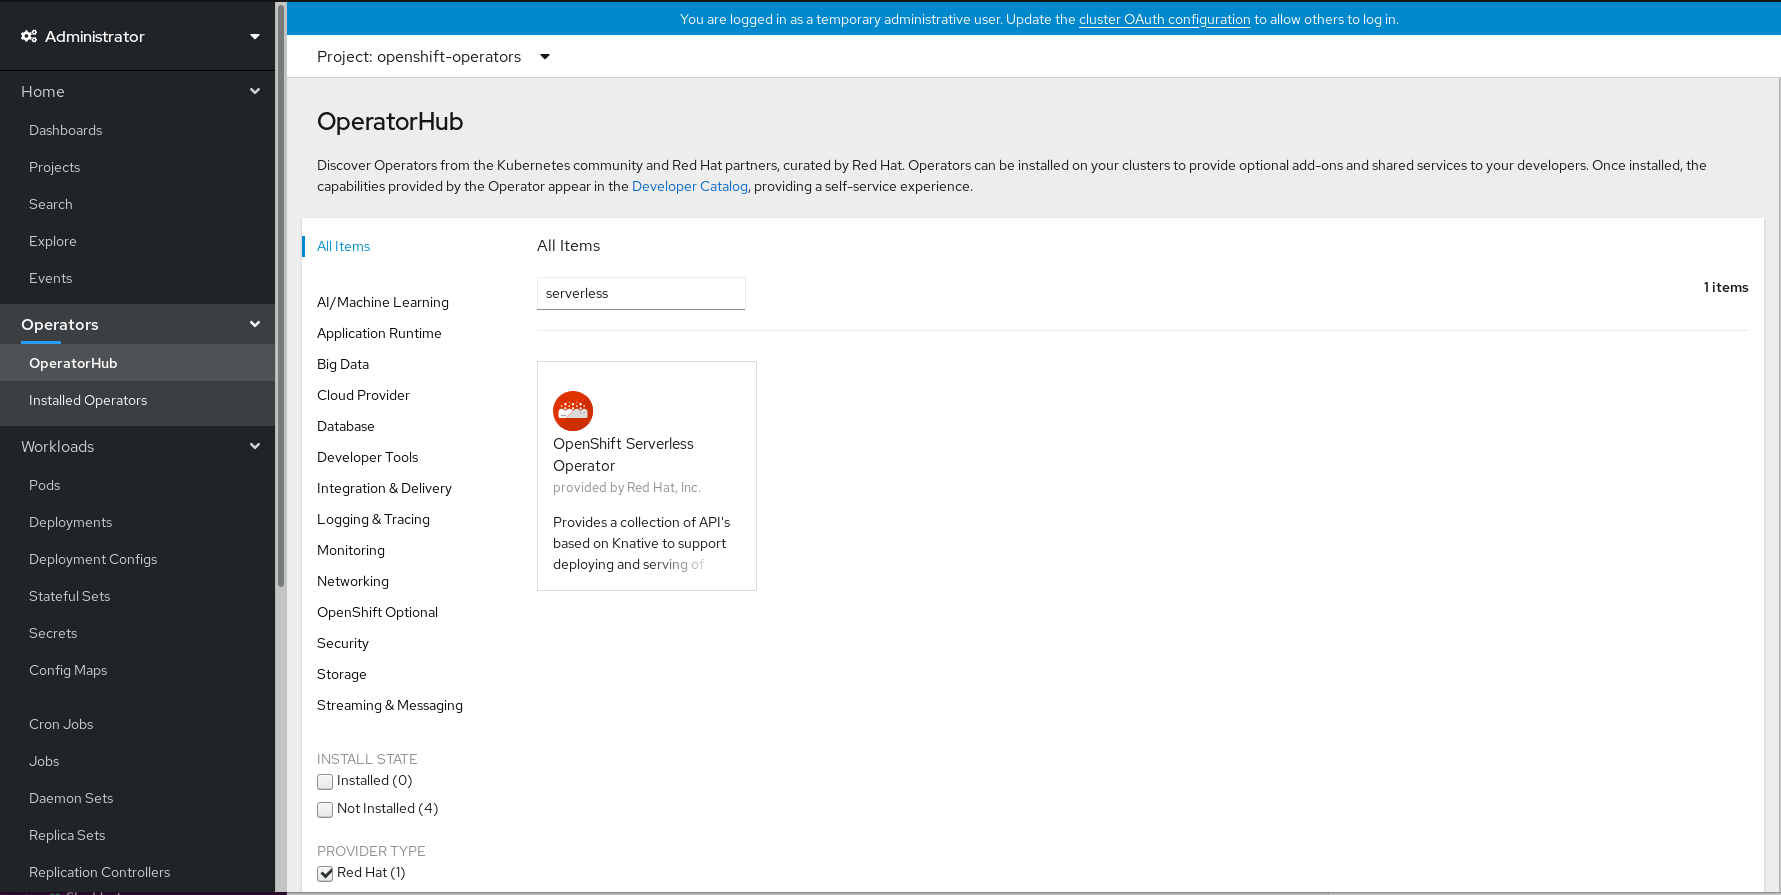 Administrator
Home
Dashboards
Projects
Search
Explore
Events
Operators
OperatorHub
Installed Operators
Workloads
Pods
Deployments
Deployment Configs
Stateful Sets
Secrets
Config Maps
Cron Jobs
Jobs
Daemon Sets
Replica Sets
Replication Controllers
You are logged in as a temporary administrative user. Update the cluster OAuth configuration to allow others to log in.
Project: openshift-operators
OperatorHub
Discover Operators from the Kubernetes community and Red Hat partners, curated by Red Hat. Operators can be installed on your clusters to provide optional add-ons and shared services to your developers. Once installed, the
capabilities provided by the Operator appear in the Developer Catalog, providing a self-service experience.
All Items
AI/Machine Learning
Application Runtime
Big Data
Cloud Provider
Database
Developer Tools
Integration & Delivery
Logging & Tracing
Monitoring
Networking
OpenShift Optional
Security
Storage
Streaming & Messaging
INSTALL STATE
Installed (0)
Not Installed (4)
PROVIDER TYPE
Red Hat (1)
All Items
serverless
1 items
OpenShift Serverless
Operator
provided by Red Hat, Inc.
Provides a collection of API's
based on Knative to support
deploying and serving of